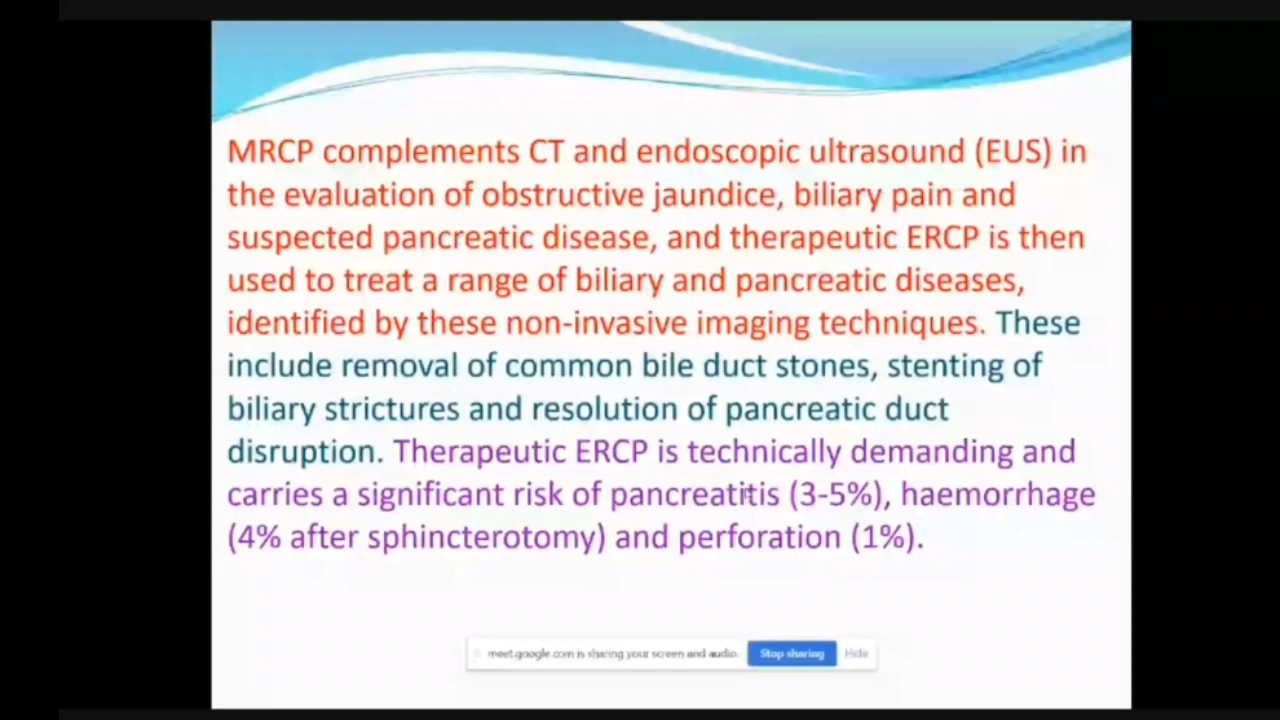 MRCP complements CT and endoscopic ultrasound (EUS) in
the evaluation of obstructive jaundice, biliary pain and
suspected pancreatic disease, and therapeutic ERCP is then
used to treat a range of biliary and pancreatic diseases,
identified by these non-invasive imaging techniques. These
include removal of common bile duct stones, stenting of
biliary strictures and resolution of pancreatic duct
disruption. Therapeutic ERCP is technically demanding and
carries a significant risk of pancreatitis (3-5%), haemorrhage
(4% after sphincterotomy) and perforation (1%).
meet.google.com is sharing your screen and audio. Stop sharing Hide